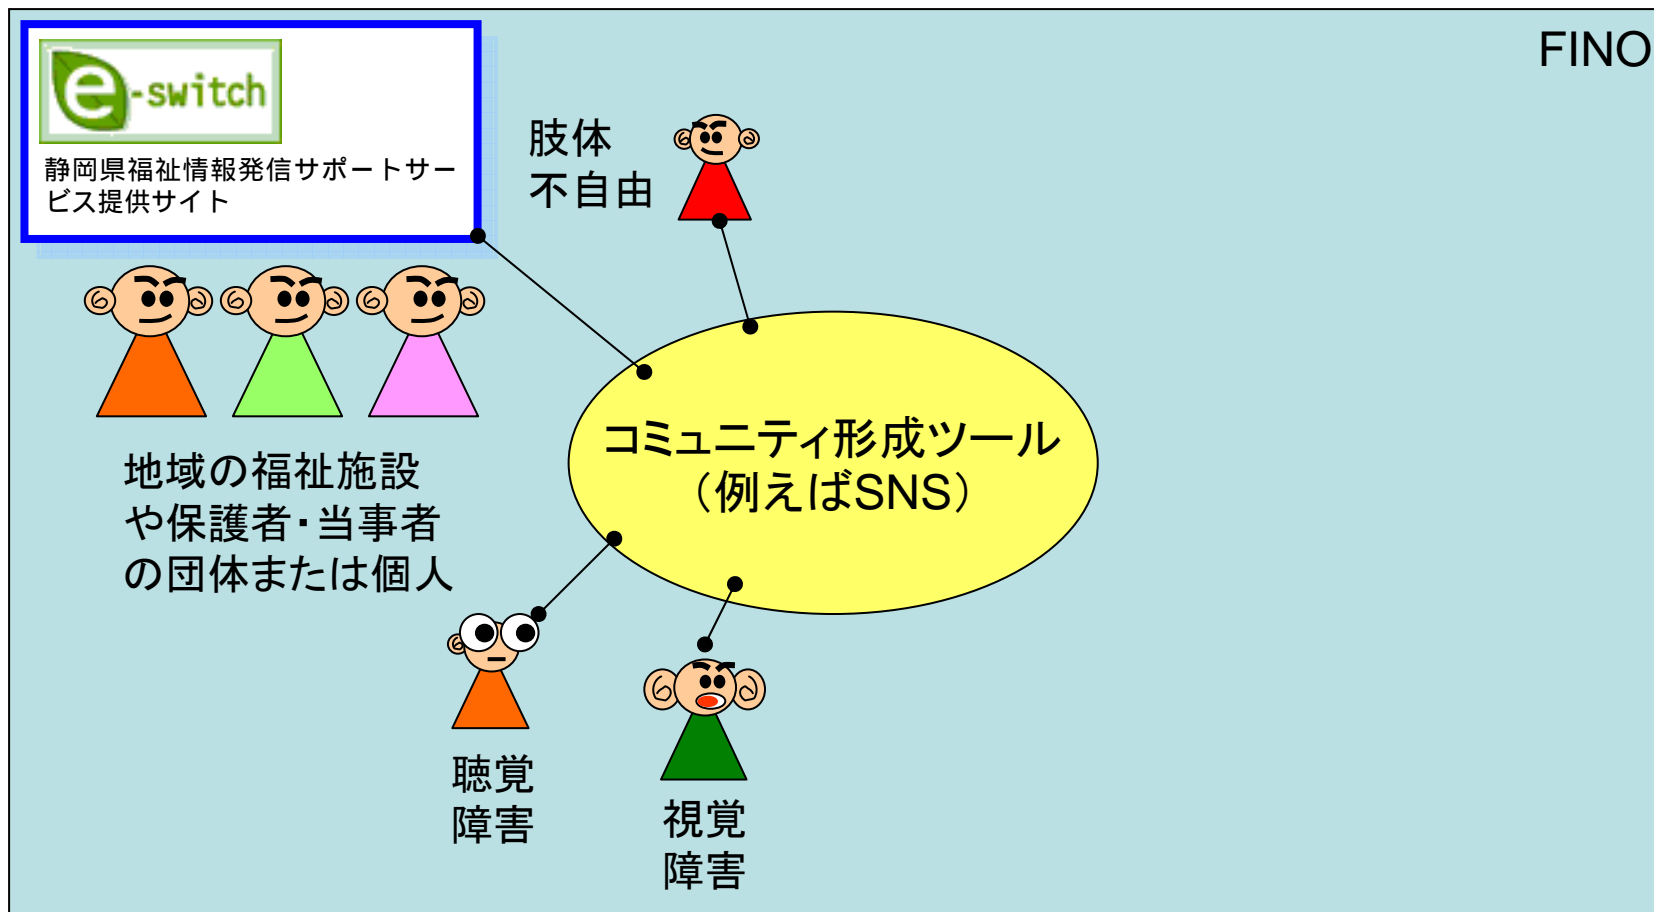 FINO
e-switch
静岡県福祉情報発信サポートサー
ビス提供サイト
肢体
不自由
コミュニティ形成ツール
（例えばSNS）
地域の福祉施設
や保護者・当事者
の団体または個人
聴覚
障害
視覚
障害